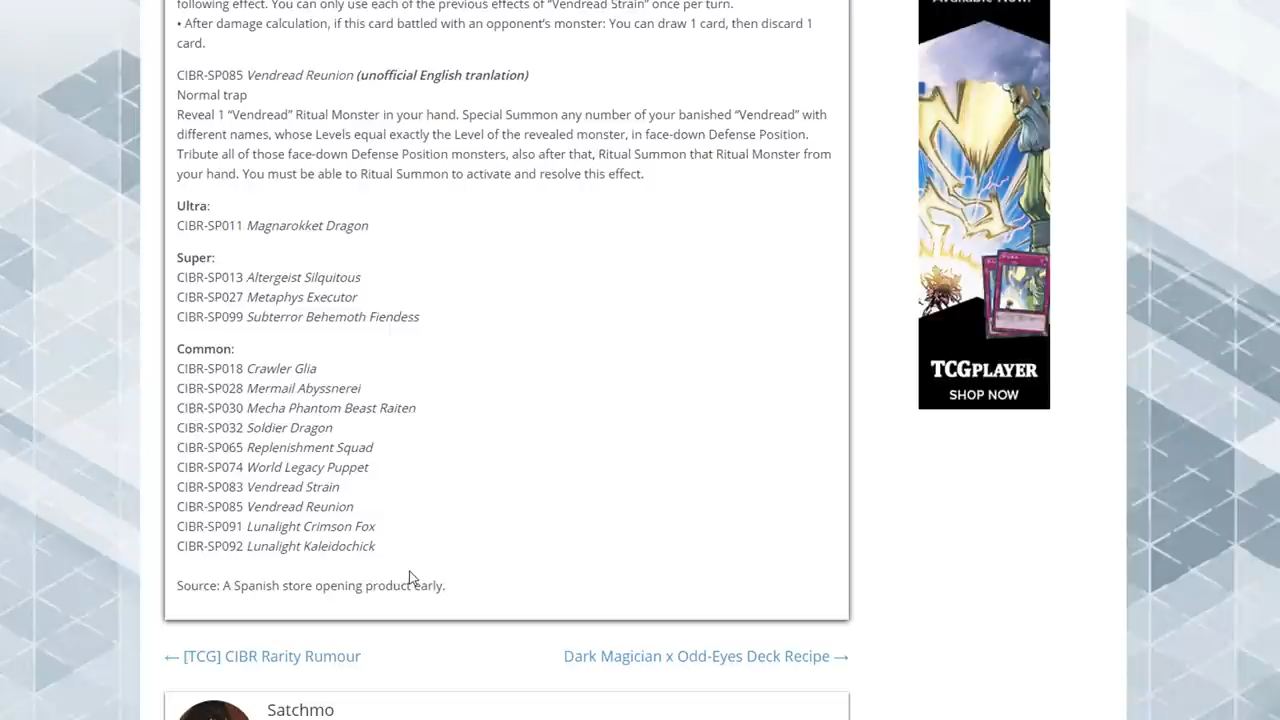 following effect. You can only use each of the previous effects of “Vendread Strain” once per turn.
• After damage calculation, if this card battled with an opponent’s monster: You can draw 1 card, then discard 1
card.
CIBR-SP085 Vendread Reunion (unofficial English tranlation)
Normal trap
Reveal 1 “Vendread” Ritual Monster in your hand. Special Summon any number of your banished “Vendread” with
different names, whose Levels equal exactly the Level of the revealed monster, in face-down Defense Position.
Tribute all of those face-down Defense Position monsters, also after that, Ritual Summon that Ritual Monster from
your hand. You must be able to Ritual Summon to activate and resolve this effect.
Ultra:
CIBR-SP011 Magnarokket Dragon
Super:
CIBR-SP013 Altergeist Silquitous
CIBR-SP027 Metaphys Executor
CIBR-SP099 Subterror Behemoth Fiendess
Common:
CIBR-SP018 Crawler Glia
CIBR-SP028 Mermail Abyssnerei
CIBR-SP030 Mecha Phantom Beast Raiten
CIBR-SP032 Soldier Dragon
CIBR-SP065 Replenishment Squad
CIBR-SP074 World Legacy Puppet
CIBR-SP083 Vendread Strain
CIBR-SP085 Vendread Reunion
CIBR-SP091 Lunalight Crimson Fox
CIBR-SP092 Lunalight Kaleidochick
Source: A Spanish store opening product early.
← [TCG] CIBR Rarity Rumour
Dark Magician x Odd-Eyes Deck Recipe →
Satchmo
Available Now!
TCGPLAYER
SHOP NOW